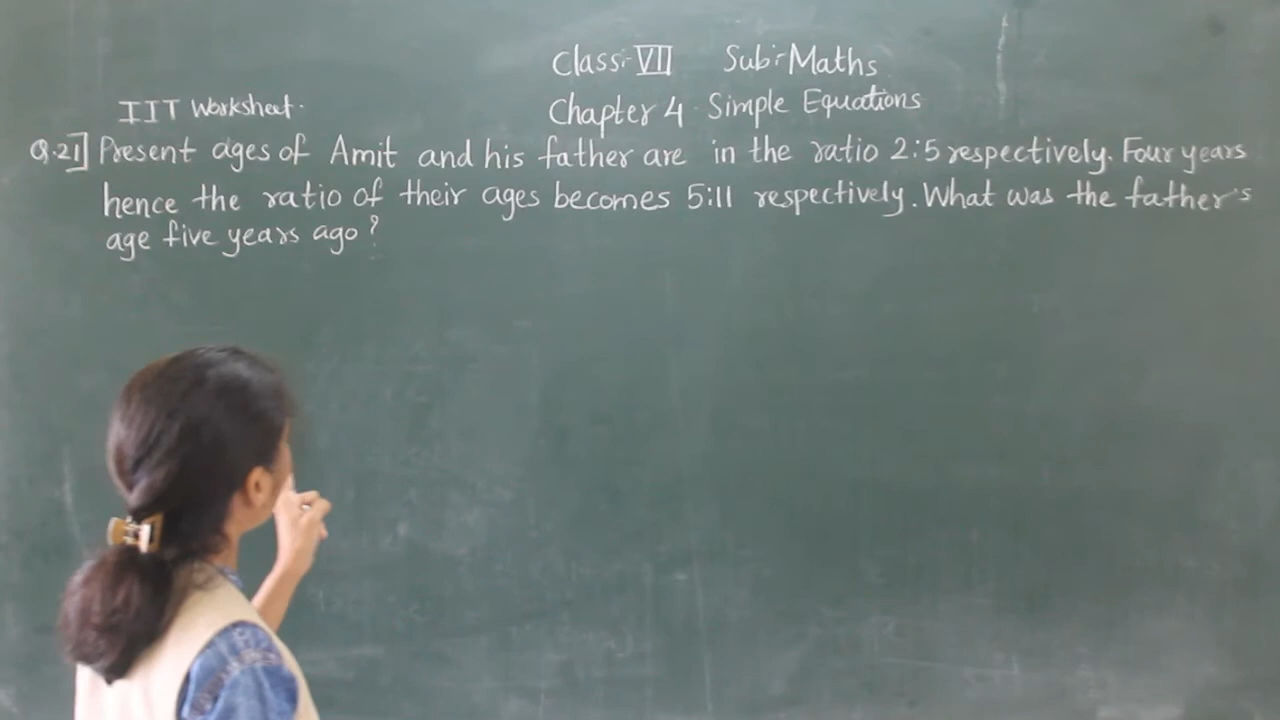 Class:- VII Sub:- Maths
IIT Worksheet. Chapter 4 Simple Equations
Q.21] Present ages of Amit and his father are in the ratio 2:5 respectively. Four years
hence the ratio of their ages becomes 5:11 respectively. What was the father's
age five years ago?